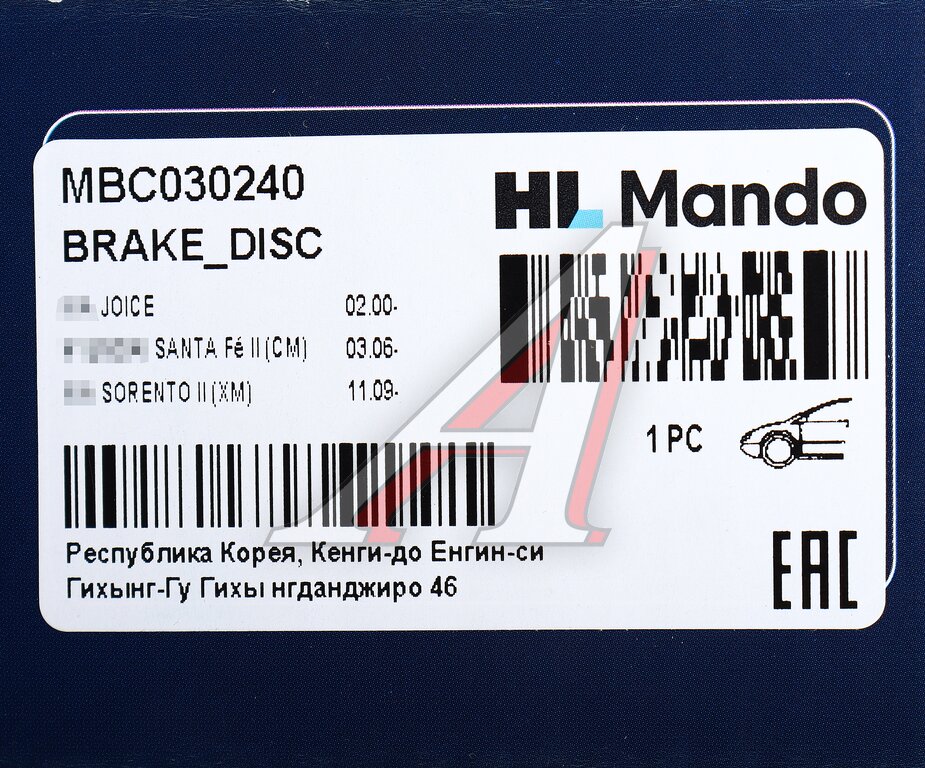 MBC030240
BRAKE_DISC
HL Mando
JOICE 02.00-
SANTA Fé II (CM) 03.06-
SORENTO II (XM) 11.09-
1 PC
Республика Корея, Кенги-до Енгин-си
Гихынг-Гу Гихы нгданджиро 46
EAC